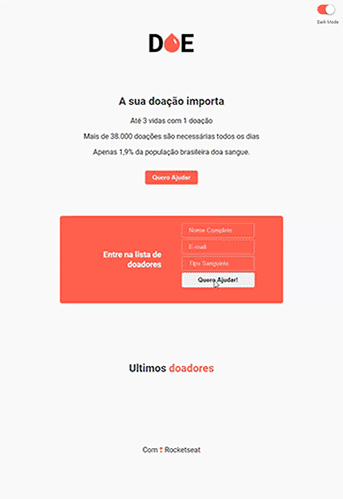 Dark Mode
DOE
A sua doação importa
Até 3 vidas com 1 doação
Mais de 38.000 doações são necessárias todos os dias
Apenas 1,9% da população brasileira doa sangue.
Quero Ajudar
Entre na lista de
doadores
Nome Completo
E-mail
Tipo Sanguineo
Quero Ajudar!
Ultimos doadores
Com Rocketseat